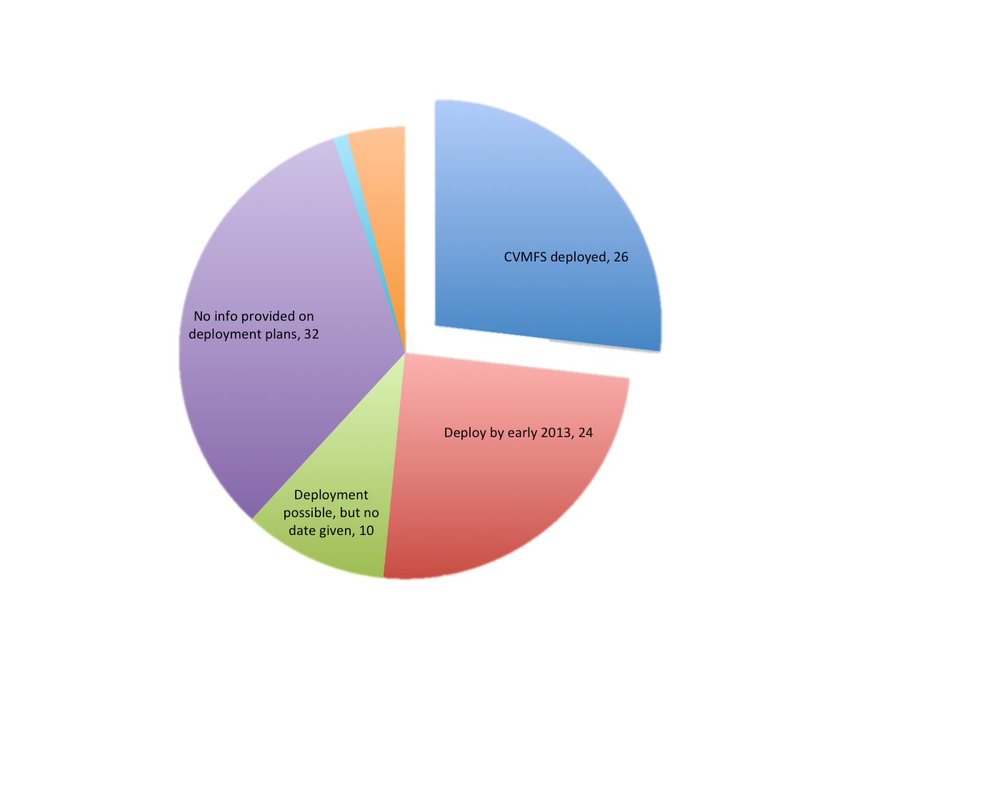 CVMFS deployed, 26
No info provided on
deployment plans, 32
Deploy by early 2013, 24
Deployment
possible, but no
date given, 10